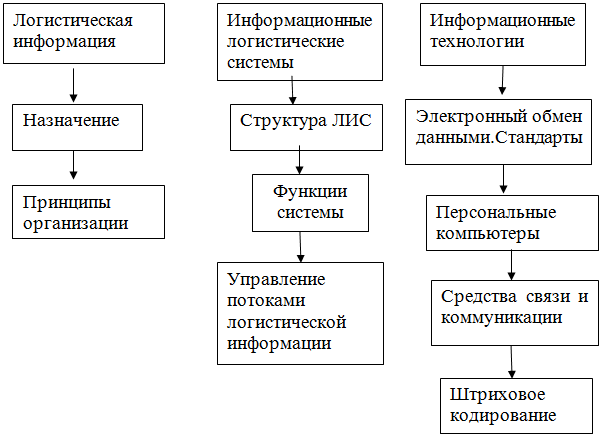 Логистическая
информация
Назначение
Принципы
организации
Информационные
логистические
системы
Структура ЛИС
Функции
системы
Управление
потоками
логистической
информации
Информационные
технологии
Электронный обмен
данными.Стандарты
Персональные
компьютеры
Средства связи и
коммуникации
Штриховое
кодирование